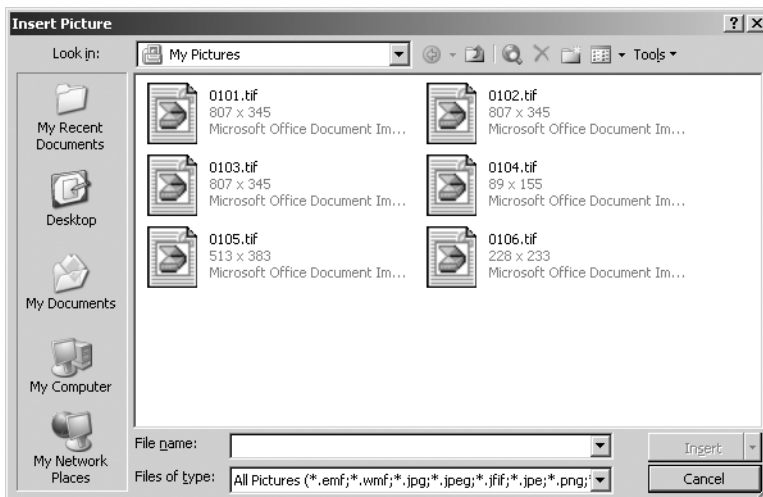 Insert Picture
Look in:
My Pictures
Tools
My Recent
Documents
Desktop
My Documents
My Computer
My Network
Places
0101.tif
807 x 345
Microsoft Office Document Im...
0102.tif
807 x 345
Microsoft Office Document Im...
0103.tif
807 x 345
Microsoft Office Document Im...
0104.tif
89 x 155
Microsoft Office Document Im...
0105.tif
513 x 383
Microsoft Office Document Im...
0106.tif
228 x 233
Microsoft Office Document Im...
File name:
Insert
Files of type:
All Pictures (*.emf;*.wmf;*.jpg;*.jpeg;*.jfif;*.jpe;*.png;*
Cancel